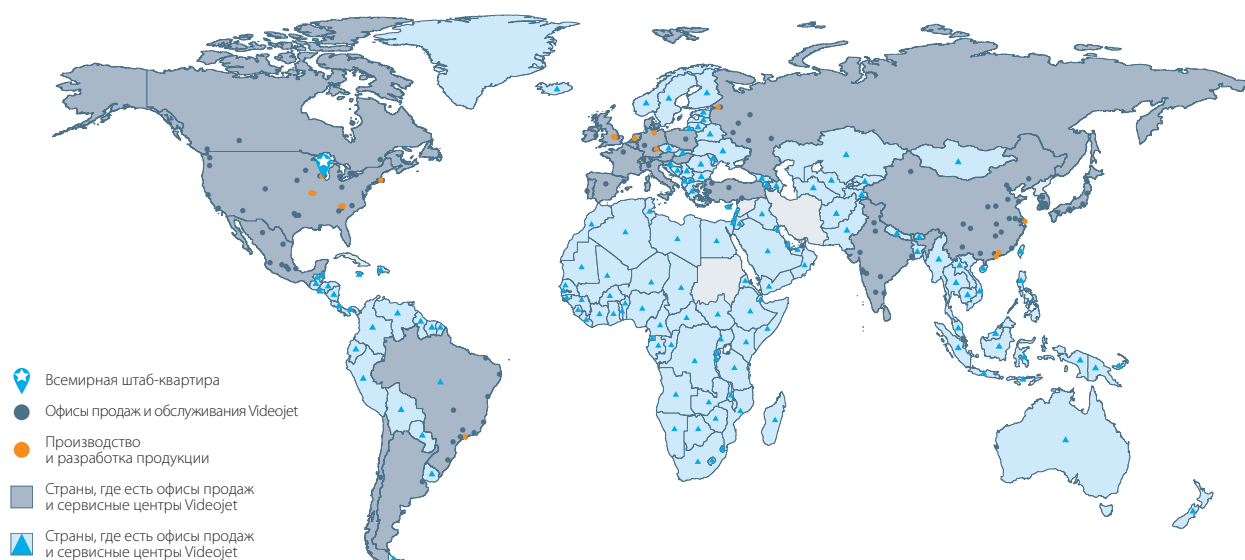 Всемирная штаб-квартира
Офисы продаж и обслуживания Videojet
Производство
и разработка продукции
Страны, где есть офисы продаж
и сервисные центры Videojet
Страны, где есть офисы продаж
и сервисные центры Videojet